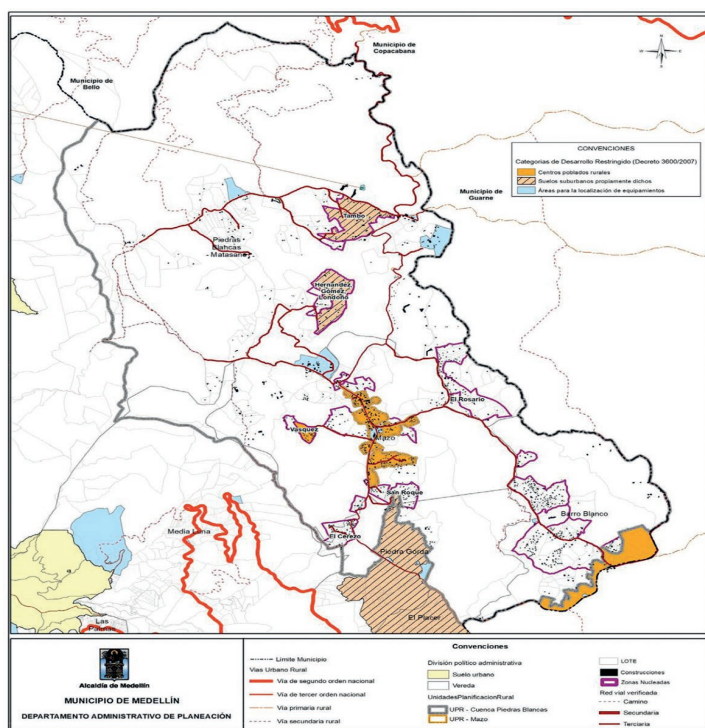 Municipio de
Copacabana
Municipio de
Bello
CONVENCIONES
Categorias de Desarrollo Restringido (Decreto 3600/2007)
Centros poblados rurales
Suelos suburbanos propiamente dichos
Áreas para la localización de equipamientos
Municipio de
Guarne
Tambo
Piedras
Blahcas
Matasano
Hernandez
Gómez
Londoño
El Rosario
Vasquez
Mazo
San Roque
Barro Blanco
Media Luna
El Cerezo
Piedra Gorda
El Placer
Las
Palmas
Alcaldía de Medellín
MUNICIPIO DE MEDELLÍN
DEPARTAMENTO ADMINISTRATIVO DE PLANEACIÓN
Convenciones
Límite Municipio
Vias Urbano Rural
Vía de segundo orden nacional
Vía de tercer orden nacional
Vía primaria rural
Vía secundaria rural
División político administrativa
Suelo urbano
Vereda
UnidadesPlanificacionRural
UPR - Cuenca Piedras Blancas
UPR - Mazo
LOTE
Construcciones
Zonas Nucleadas
Red vial verificada
Camino
Secundaria
Terciaria